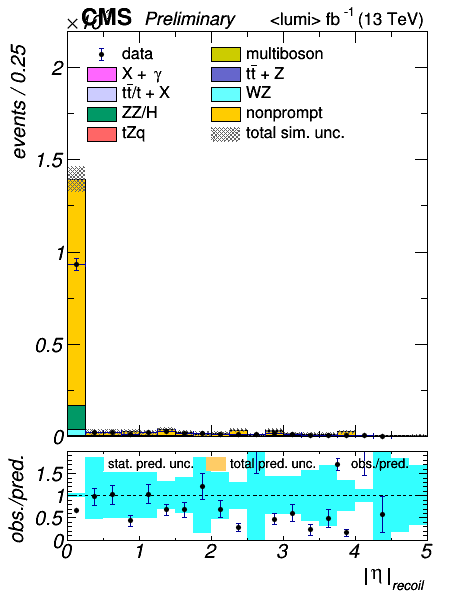 CMS Preliminary <lumi> fb⁻¹ (13 TeV)
events / 0.25
2
1.5
1
0.5
0
data
multiboson
X + γ
tt̄ + Z
tt̄/t + X
WZ
ZZ/H
nonprompt
tZq
total sim. unc.
obs./pred.
1.5
1
0.5
0
stat. pred. unc. total pred. unc. obs./pred.
0 1 2 3 4 5
|η|recoil